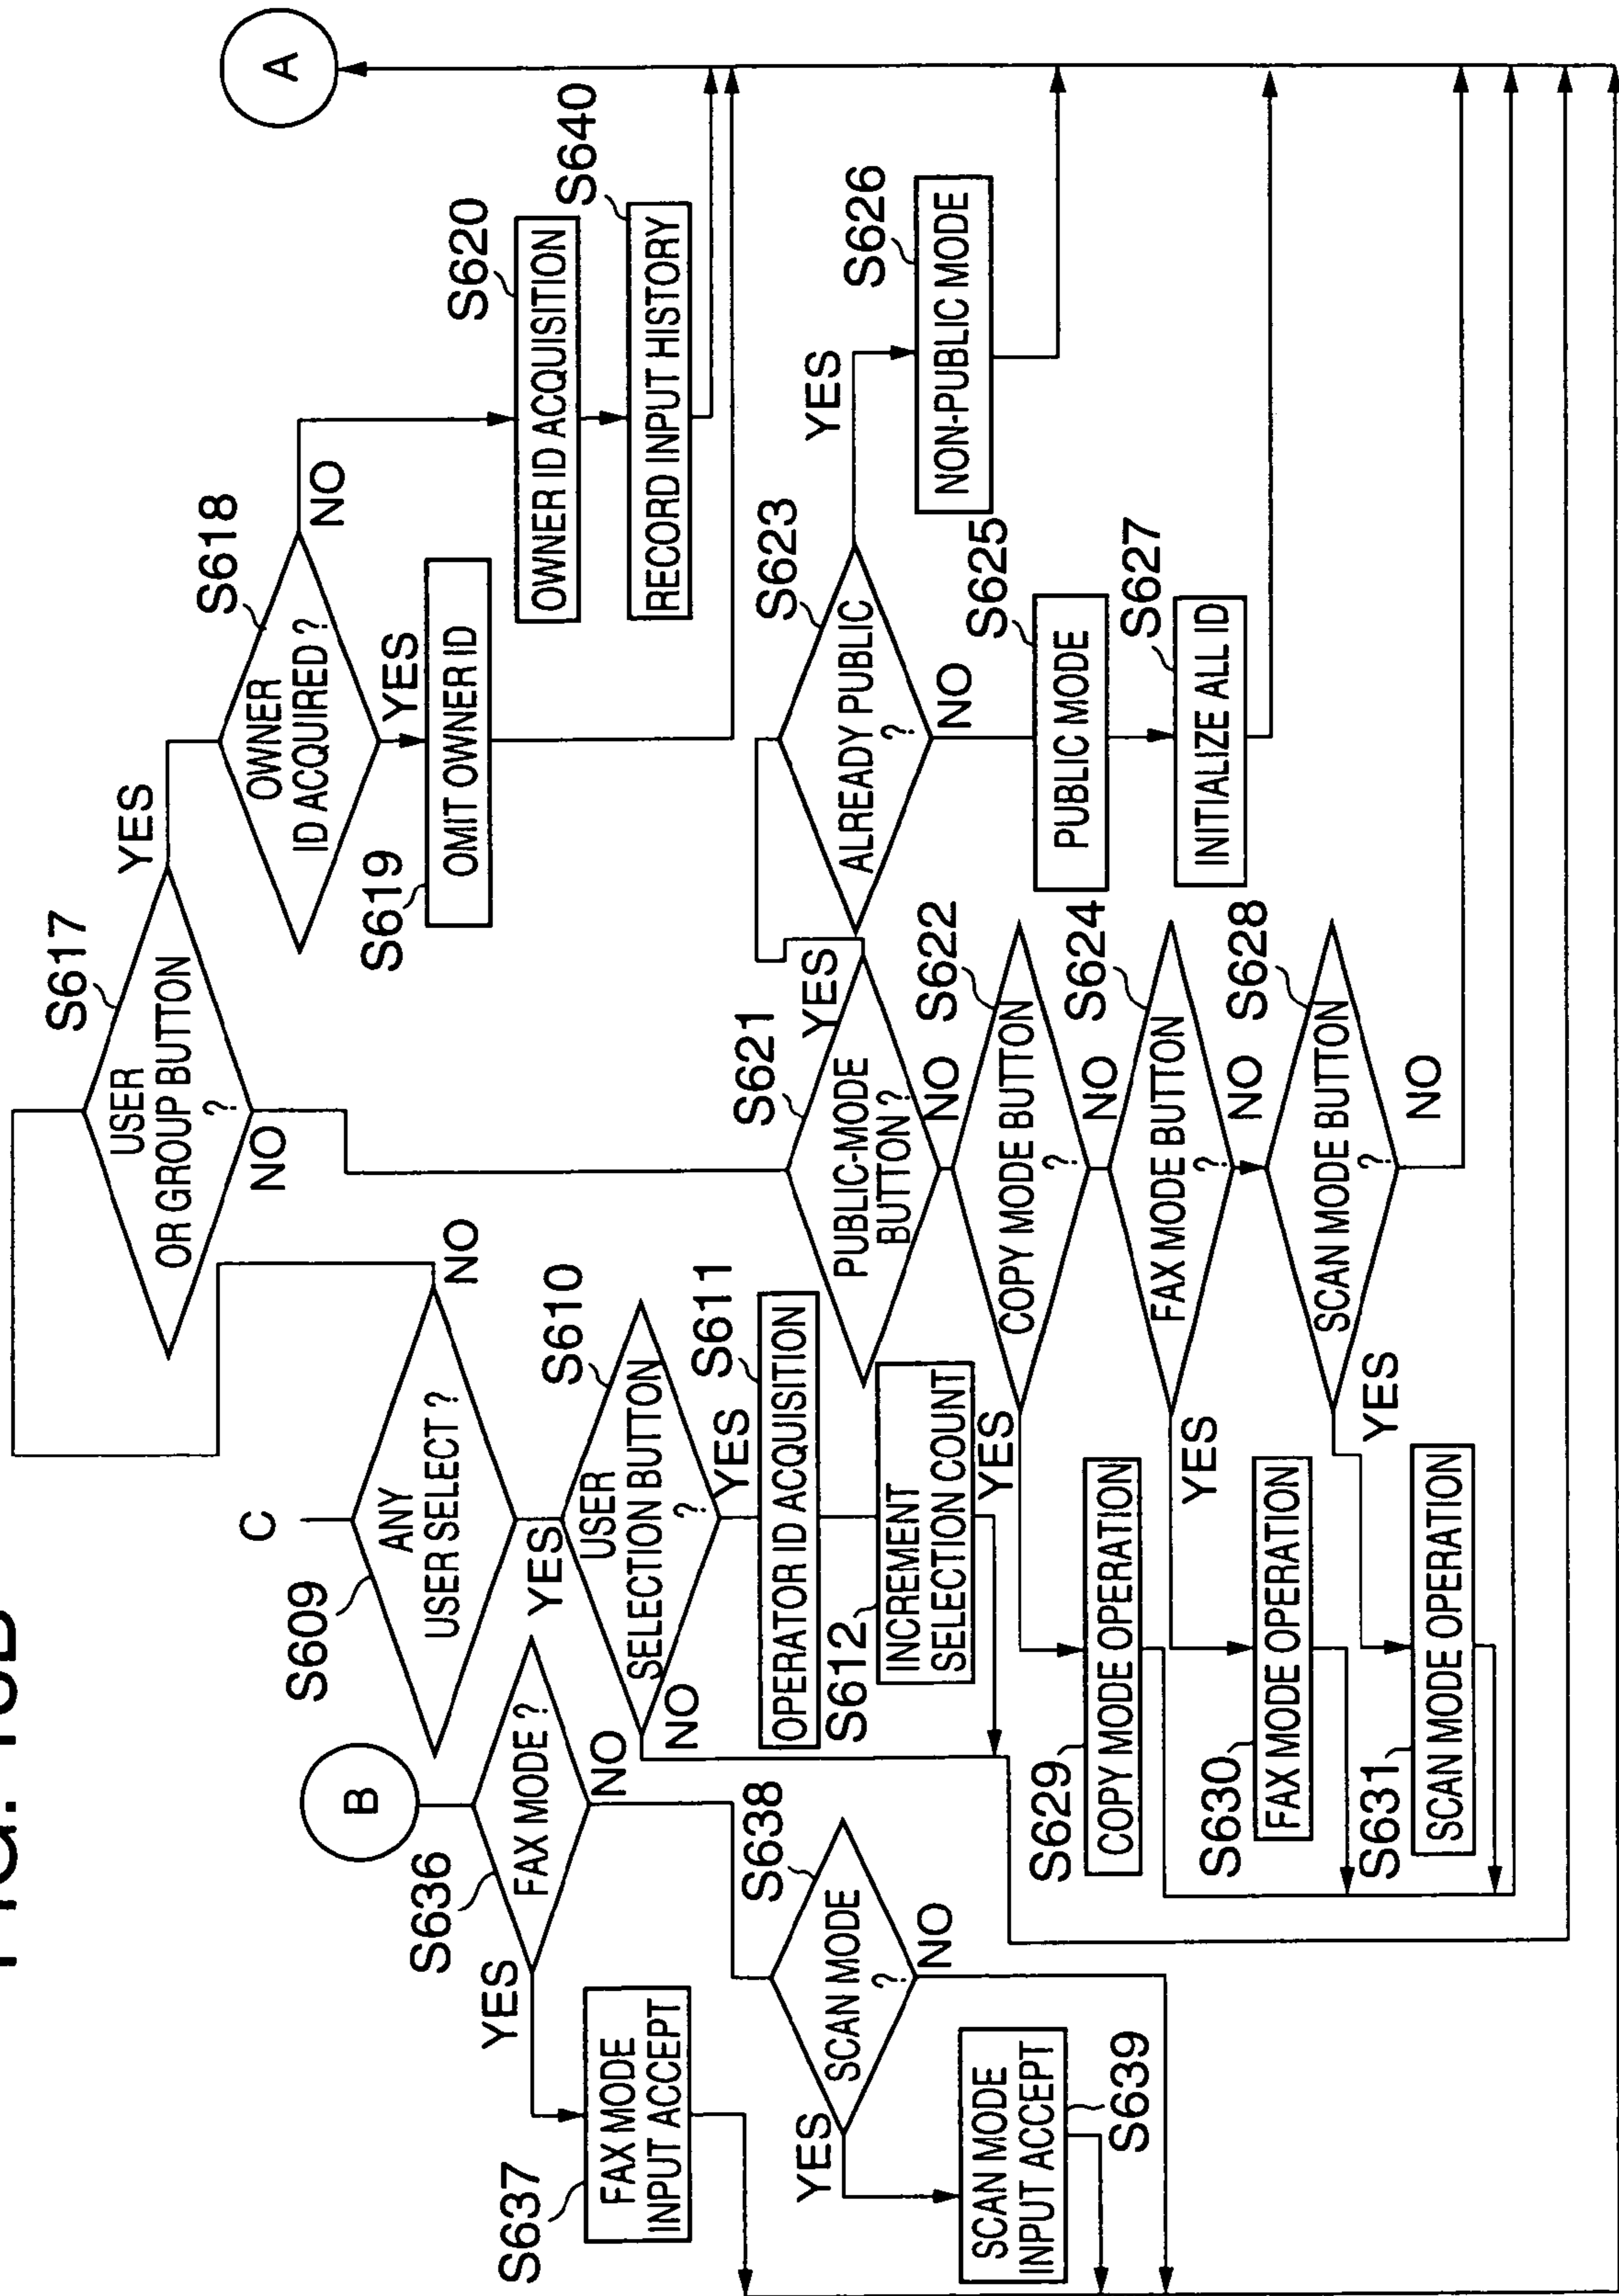 B
S636
FAX MODE ?
YES
NO
S637
FAX MODE
INPUT ACCEPT
S638
SCAN MODE
?
YES
NO
SCAN MODE
INPUT ACCEPT
S639
C
S609
ANY
USER SELECT ?
NO
YES
S610
USER
SELECTION BUTTON
?
NO
YES
S611
OPERATOR ID ACQUISITION
S612
INCREMENT
SELECTION COUNT
S617
USER
OR GROUP BUTTON
?
YES
NO
S618
OWNER
ID ACQUIRED ?
NO
YES
S619
OMIT OWNER ID
S620
OWNER ID ACQUISITION
S640
RECORD INPUT HISTORY
A
S621
PUBLIC-MODE
BUTTON ?
YES
NO
S623
ALREADY PUBLIC
?
YES
NO
S626
NON-PUBLIC MODE
S625
PUBLIC MODE
S627
INITIALIZE ALL ID
S622
COPY MODE BUTTON
?
YES
NO
S624
FAX MODE BUTTON
?
YES
NO
S628
SCAN MODE BUTTON
?
YES
NO
S629
COPY MODE OPERATION
S630
FAX MODE OPERATION
S631
SCAN MODE OPERATION